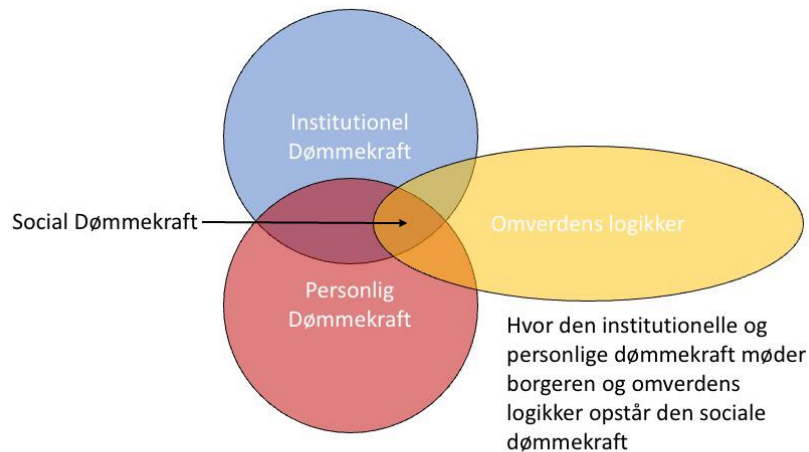 Institutionel
Dømmekraft
Social Dømmekraft
Omverdens logikker
Personlig
Dømmekraft
Hvor den institutionelle og
personlige dømmekraft møder
borgeren og omverdens
logikker opstår den sociale
dømmekraft